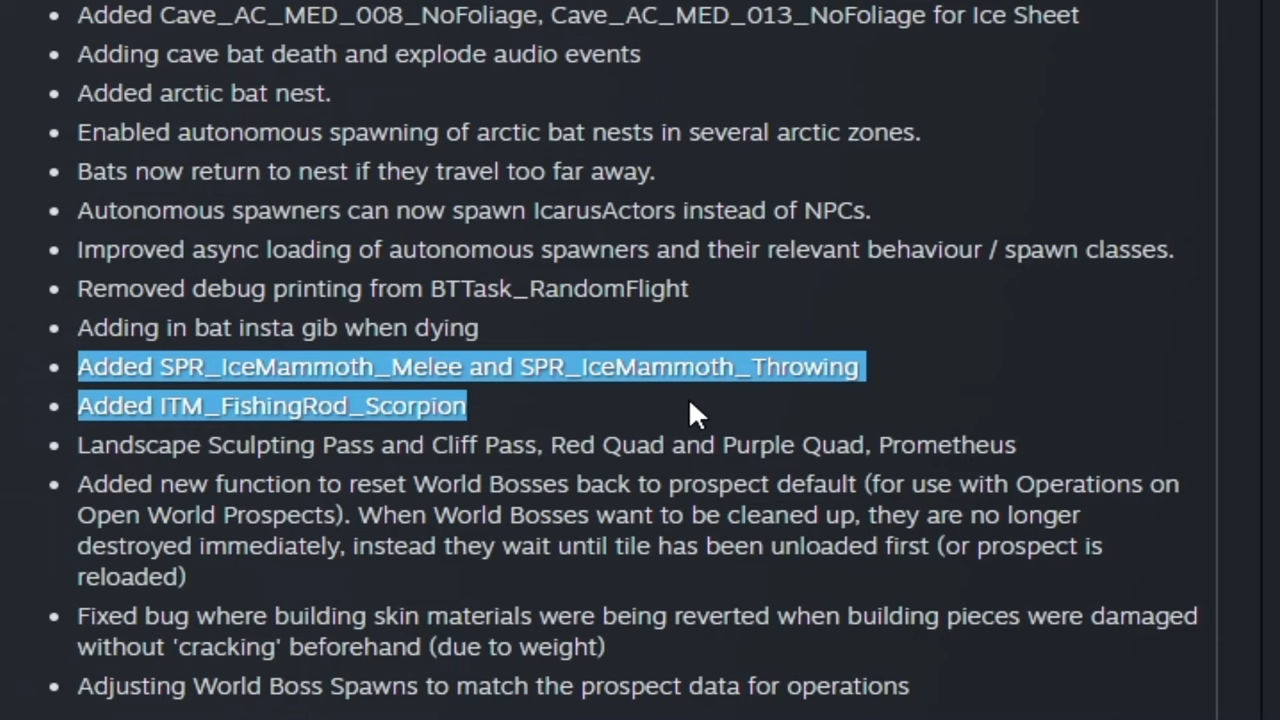 Added Cave_AC_MED_008_NoFoliage, Cave_AC_MED_013_NoFoliage for Ice Sheet
Adding cave bat death and explode audio events
Added arctic bat nest.
Enabled autonomous spawning of arctic bat nests in several arctic zones.
Bats now return to nest if they travel too far away.
Autonomous spawners can now spawn IcarusActors instead of NPCs.
Improved async loading of autonomous spawners and their relevant behaviour / spawn classes.
Removed debug printing from BTTask_RandomFlight
Adding in bat insta gib when dying
Added SPR_IceMammoth_Melee and SPR_IceMammoth_Throwing
Added ITM_FishingRod_Scorpion
Landscape Sculpting Pass and Cliff Pass, Red Quad and Purple Quad, Prometheus
Added new function to reset World Bosses back to prospect default (for use with Operations on
Open World Prospects). When World Bosses want to be cleaned up, they are no longer
destroyed immediately, instead they wait until tile has been unloaded first (or prospect is
reloaded)
Fixed bug where building skin materials were being reverted when building pieces were damaged
without 'cracking' beforehand (due to weight)
Adjusting World Boss Spawns to match the prospect data for operations